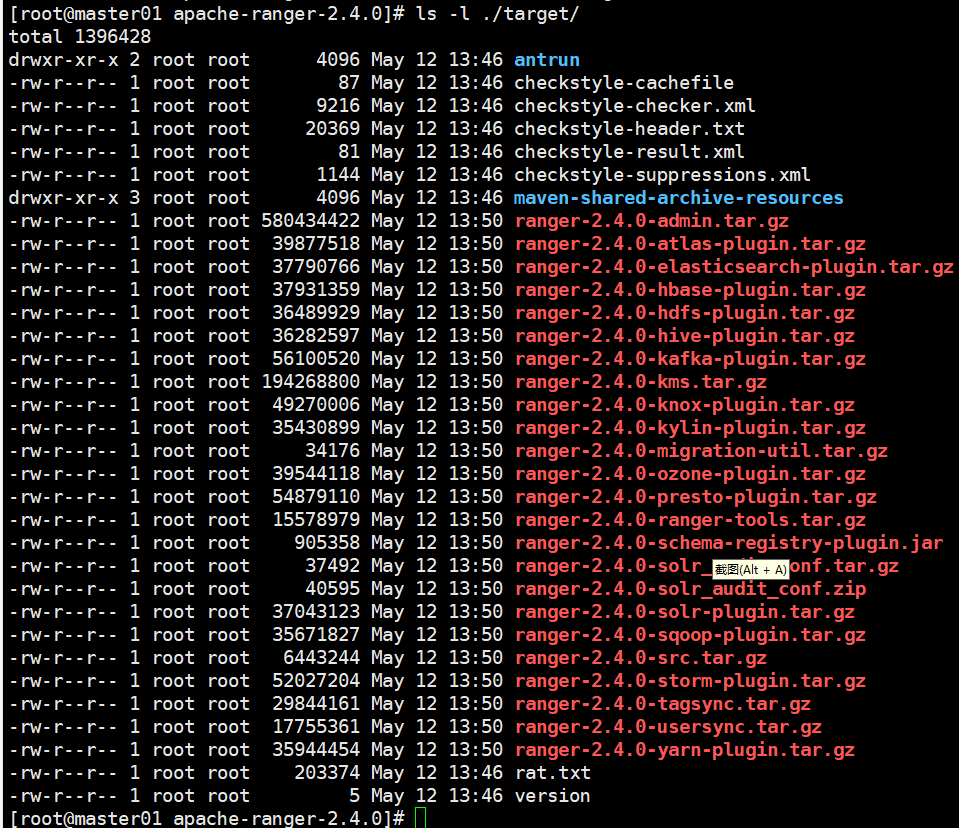 [root@master01 apache-ranger-2.4.0]# ls -l ./target/
total 1396428
drwxr-xr-x 2 root root      4096 May 12 13:46 antrun
-rw-r--r-- 1 root root        87 May 12 13:46 checkstyle-cachefile
-rw-r--r-- 1 root root      9216 May 12 13:46 checkstyle-checker.xml
-rw-r--r-- 1 root root     20369 May 12 13:46 checkstyle-header.txt
-rw-r--r-- 1 root root        81 May 12 13:46 checkstyle-result.xml
-rw-r--r-- 1 root root      1144 May 12 13:46 checkstyle-suppressions.xml
drwxr-xr-x 3 root root      4096 May 12 13:46 maven-shared-archive-resources
-rw-r--r-- 1 root root 580434422 May 12 13:50 ranger-2.4.0-admin.tar.gz
-rw-r--r-- 1 root root  39877518 May 12 13:50 ranger-2.4.0-atlas-plugin.tar.gz
-rw-r--r-- 1 root root  37790766 May 12 13:50 ranger-2.4.0-elasticsearch-plugin.tar.gz
-rw-r--r-- 1 root root  37931359 May 12 13:50 ranger-2.4.0-hbase-plugin.tar.gz
-rw-r--r-- 1 root root  36489929 May 12 13:50 ranger-2.4.0-hdfs-plugin.tar.gz
-rw-r--r-- 1 root root  36282597 May 12 13:50 ranger-2.4.0-hive-plugin.tar.gz
-rw-r--r-- 1 root root  56100520 May 12 13:50 ranger-2.4.0-kafka-plugin.tar.gz
-rw-r--r-- 1 root root 194268800 May 12 13:50 ranger-2.4.0-kms.tar.gz
-rw-r--r-- 1 root root  49270006 May 12 13:50 ranger-2.4.0-knox-plugin.tar.gz
-rw-r--r-- 1 root root  35430899 May 12 13:50 ranger-2.4.0-kylin-plugin.tar.gz
-rw-r--r-- 1 root root     34176 May 12 13:50 ranger-2.4.0-migration-util.tar.gz
-rw-r--r-- 1 root root  39544118 May 12 13:50 ranger-2.4.0-ozone-plugin.tar.gz
-rw-r--r-- 1 root root  54879110 May 12 13:50 ranger-2.4.0-presto-plugin.tar.gz
-rw-r--r-- 1 root root  15578979 May 12 13:50 ranger-2.4.0-ranger-tools.tar.gz
-rw-r--r-- 1 root root    905358 May 12 13:50 ranger-2.4.0-schema-registry-plugin.jar
-rw-r--r-- 1 root root     37492 May 12 13:50 ranger-2.4.0-solr_ 截图(Alt + A) onf.tar.gz
-rw-r--r-- 1 root root     40595 May 12 13:50 ranger-2.4.0-solr_audit_conf.zip
-rw-r--r-- 1 root root  37043123 May 12 13:50 ranger-2.4.0-solr-plugin.tar.gz
-rw-r--r-- 1 root root  35671827 May 12 13:50 ranger-2.4.0-sqoop-plugin.tar.gz
-rw-r--r-- 1 root root   6443244 May 12 13:50 ranger-2.4.0-src.tar.gz
-rw-r--r-- 1 root root  52027204 May 12 13:50 ranger-2.4.0-storm-plugin.tar.gz
-rw-r--r-- 1 root root  29844161 May 12 13:50 ranger-2.4.0-tagsync.tar.gz
-rw-r--r-- 1 root root  17755361 May 12 13:50 ranger-2.4.0-usersync.tar.gz
-rw-r--r-- 1 root root  35944454 May 12 13:50 ranger-2.4.0-yarn-plugin.tar.gz
-rw-r--r-- 1 root root    203374 May 12 13:46 rat.txt
-rw-r--r-- 1 root root         5 May 12 13:46 version
[root@master01 apache-ranger-2.4.0]#